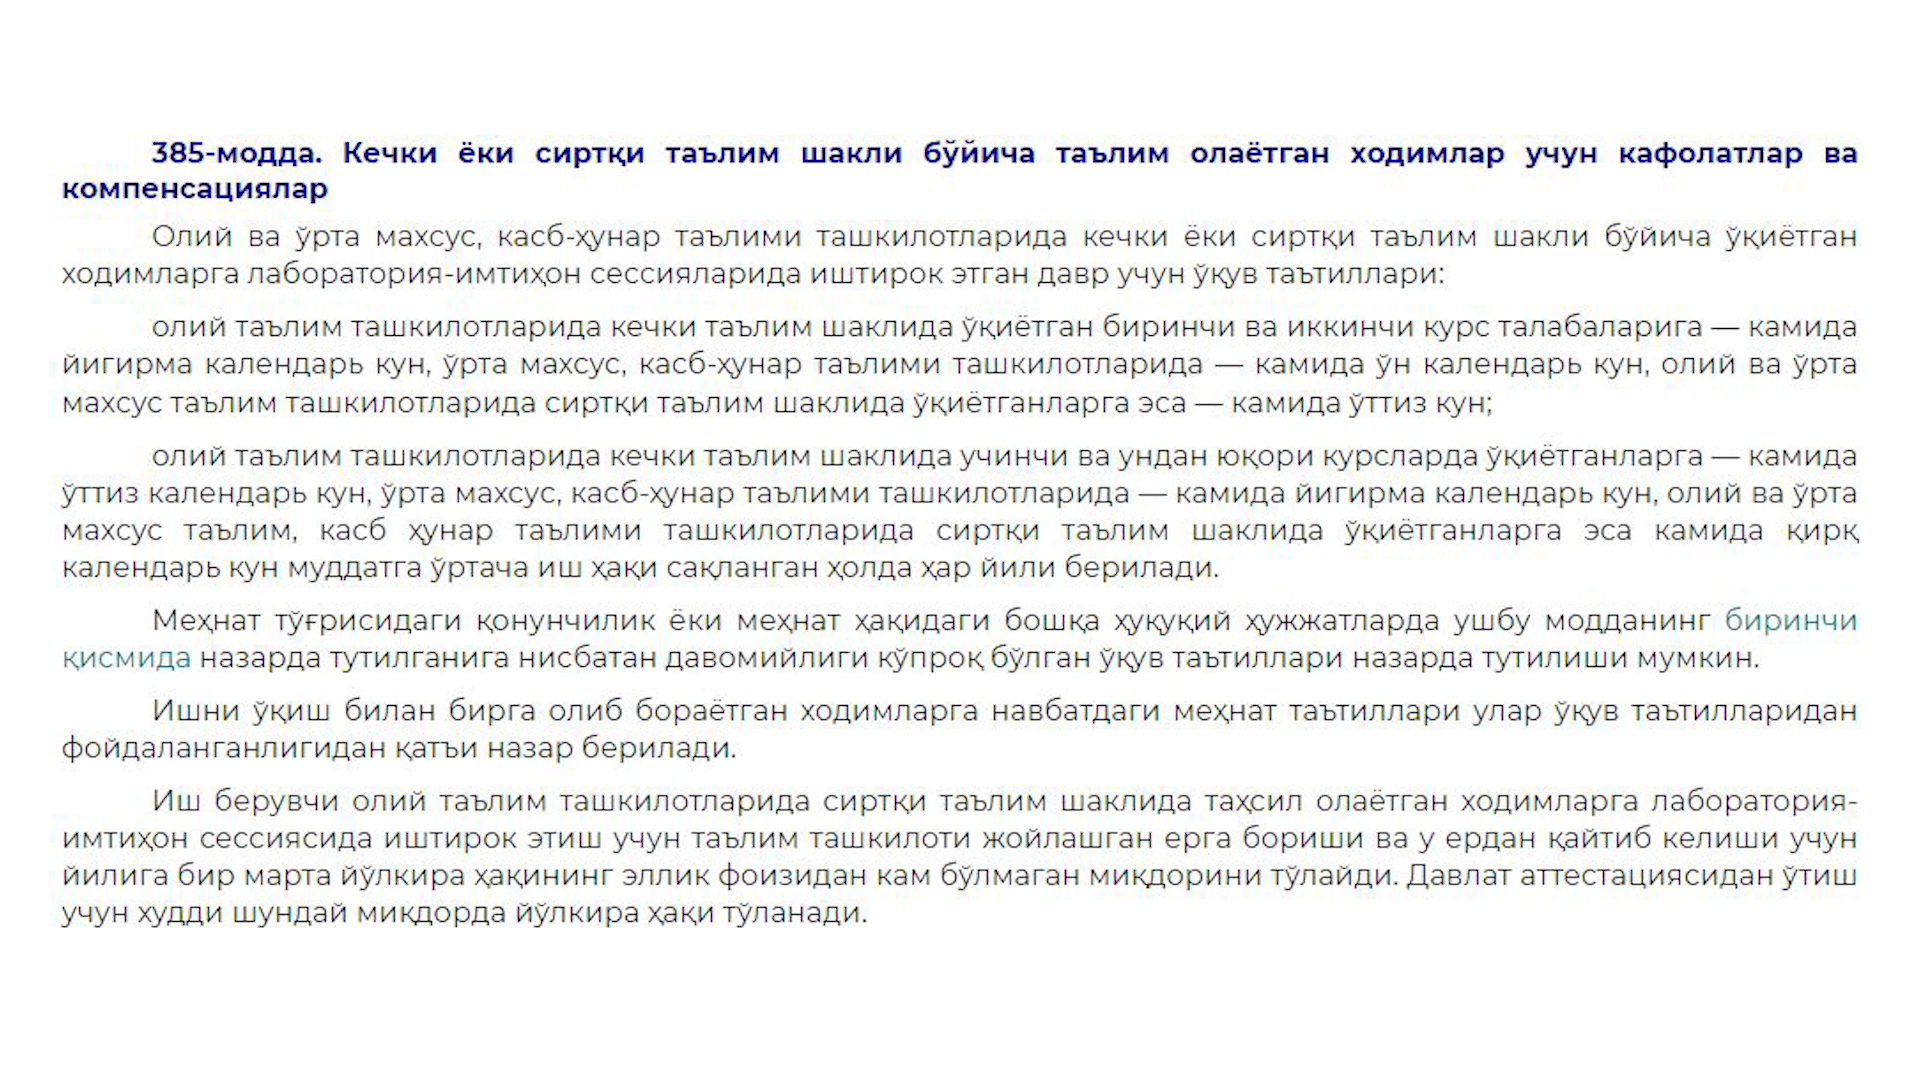 385-модда. Кечки ёки сиртқи таълим шакли бўйича таълим олаётган ходимлар учун кафолатлар ва
компенсациялар
Олий ва ўрта махсус, касб-ҳунар таълими ташкилотларида кечки ёки сиртқи таълим шакли бўйича ўқиётган
ходимларга лаборатория-имтиҳон сессияларида иштирок этган давр учун ўқув таътиллари:
олий таълим ташкилотларида кечки таълим шаклида ўқиётган биринчи ва иккинчи курс талабаларига — камида
йигирма календарь кун, ўрта махсус, касб-ҳунар таълими ташкилотларида — камида ўн календарь кун, олий ва ўрта
махсус таълим ташкилотларида сиртқи таълим шаклида ўқиётганларга эса — камида ўттиз кун;
олий таълим ташкилотларида кечки таълим шаклида учинчи ва ундан юқори курсларда ўқиётганларга — камида
ўттиз календарь кун, ўрта махсус, касб-ҳунар таълими ташкилотларида — камида йигирма календарь кун, олий ва ўрта
махсус таълим, касб ҳунар таълими ташкилотларида сиртқи таълим шаклида ўқиётганларга эса камида қирқ
календарь кун муддатга ўртача иш ҳақи сақланган ҳолда ҳар йили берилади.
Меҳнат тўғрисидаги қонунчилик ёки меҳнат ҳақидаги бошқа ҳуқуқий ҳужжатларда ушбу модданинг биринчи
қисмида назарда тутилганига нисбатан давомийлиги кўпроқ бўлган ўқув таътиллари назарда тутилиши мумкин.
Ишни ўқиш билан бирга олиб бораётган ходимларга навбатдаги меҳнат таътиллари улар ўқув таътилларидан
фойдаланганлигидан қатъи назар берилади.
Иш берувчи олий таълим ташкилотларида сиртқи таълим шаклида таҳсил олаётган ходимларга лаборатория-
имтиҳон сессиясида иштирок этиш учун таълим ташкилоти жойлашган ерга бориши ва у ердан қайтиб келиши учун
йилига бир марта йўлкира ҳақининг эллик фоизидан кам бўлмаган миқдорини тўлайди. Давлат аттестациясидан ўтиш
учун худди шундай миқдорда йўлкира ҳақи тўланади.